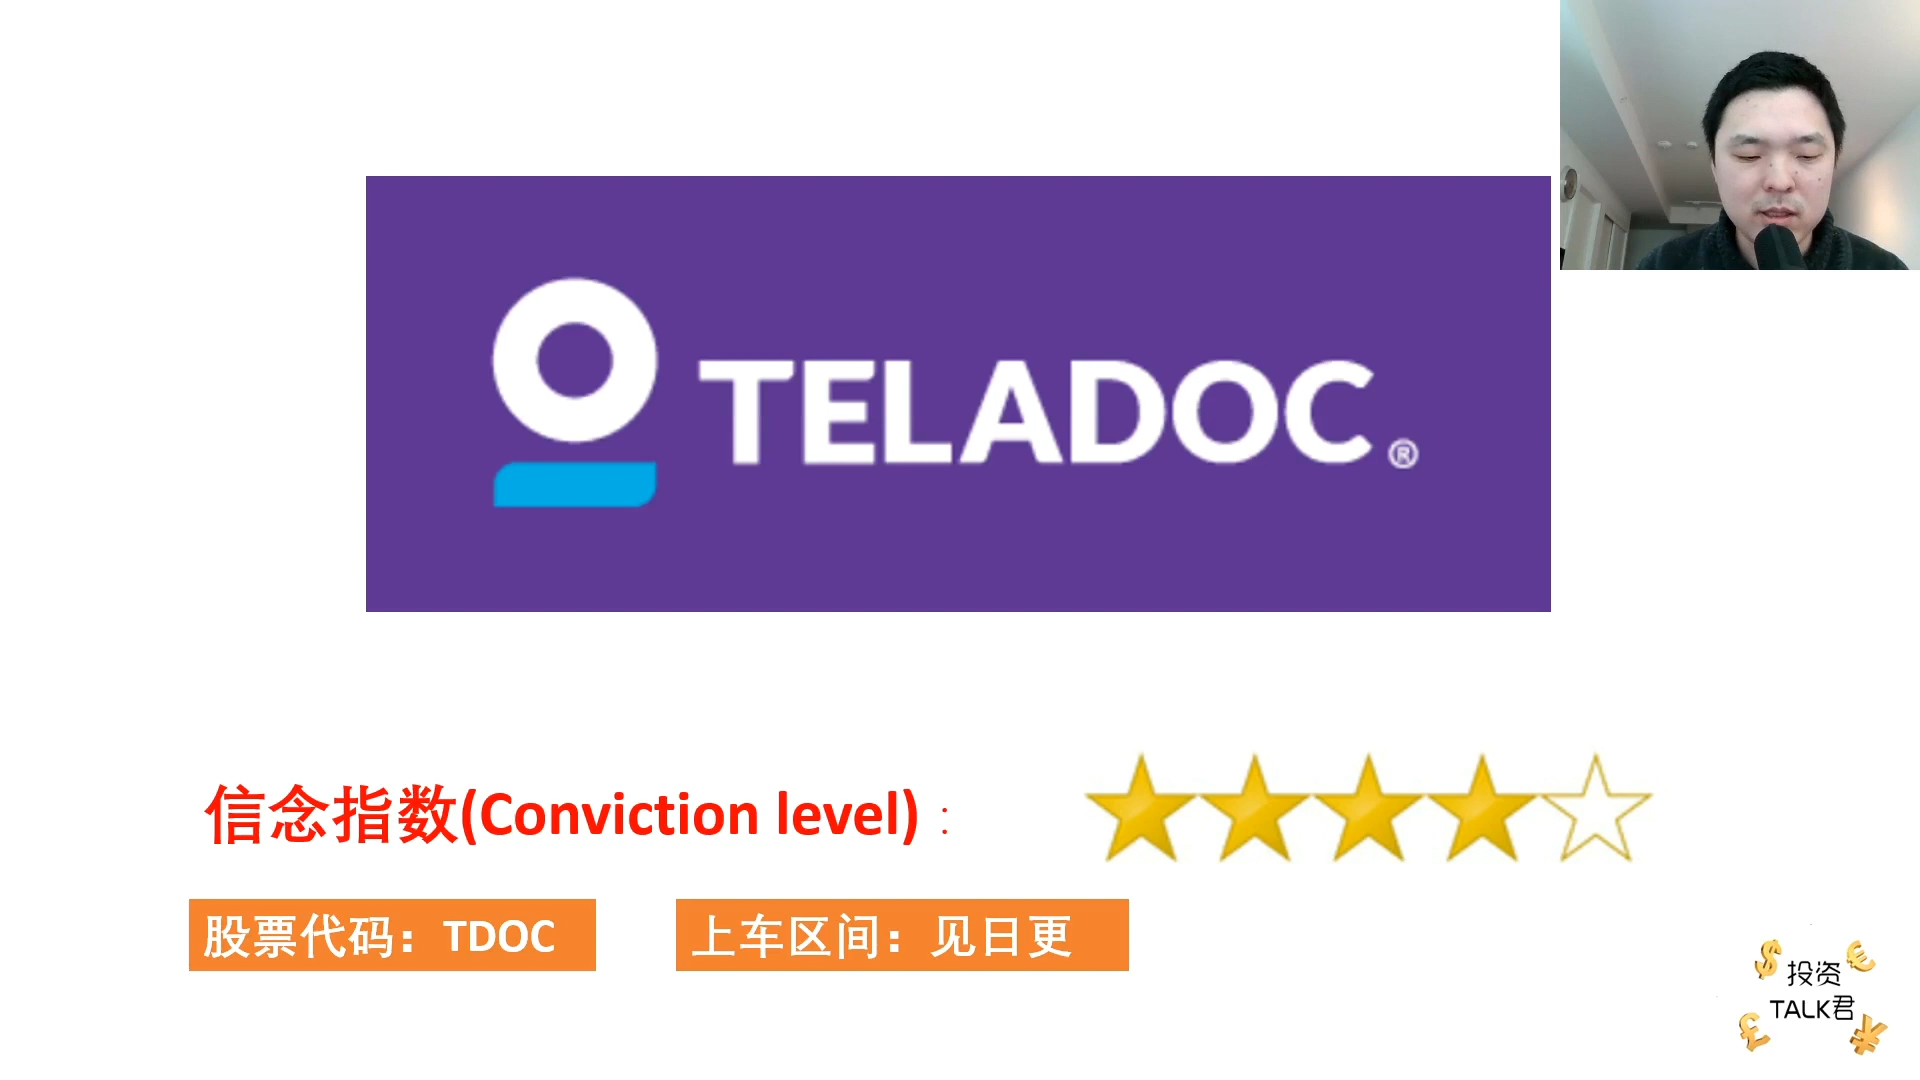 TELADOC®
信念指数(Conviction level)：
股票代码：TDOC
上车区间：见日更
$ 投资 €
TALK君
£ ¥